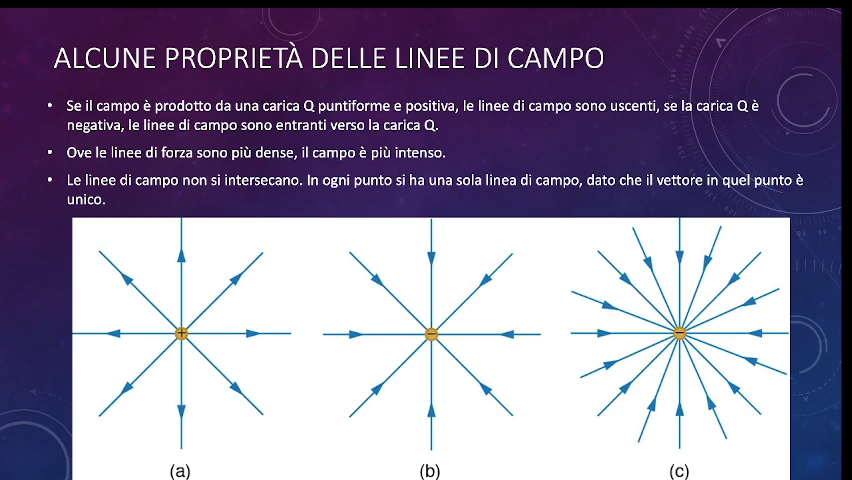 ALCUNE PROPRIETÀ DELLE LINEE DI CAMPO
• Se il campo è prodotto da una carica Q puntiforme e positiva, le linee di campo sono uscenti, se la carica Q è
negativa, le linee di campo sono entranti verso la carica Q.
• Ove le linee di forza sono più dense, il campo è più intenso.
• Le linee di campo non si intersecano. In ogni punto si ha una sola linea di campo, dato che il vettore in quel punto è
unico.
+ − −
(a) (b) (c)